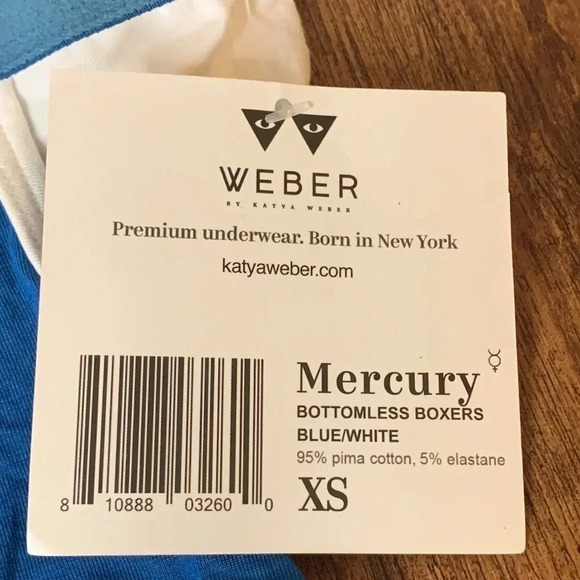 WEBER
BY KATYA WEBER
Premium underwear. Born in New York
katyaweber.com
Mercury ☿
BOTTOMLESS BOXERS
BLUE/WHITE
95% pima cotton, 5% elastane
XS
8 10888 03260 0